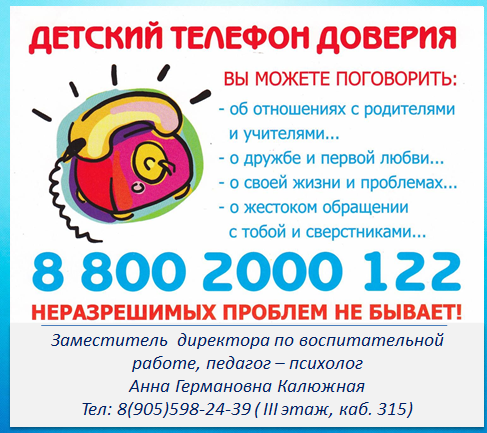 ДЕТСКИЙ ТЕЛЕФОН ДОВЕРИЯ
ВЫ МОЖЕТЕ ПОГОВОРИТЬ:
- об отношениях с родителями
и учителями...
- о дружбе и первой любви...
- о своей жизни и проблемах...
- о жестоком обращении
с тобой и сверстниками...
8 800 2000 122
НЕРАЗРЕШИМЫХ ПРОБЛЕМ НЕ БЫВАЕТ!
Заместитель директора по воспитательной
работе, педагог – психолог
Анна Германовна Калюжная
Тел: 8(905)598-24-39 ( III этаж, каб. 315)